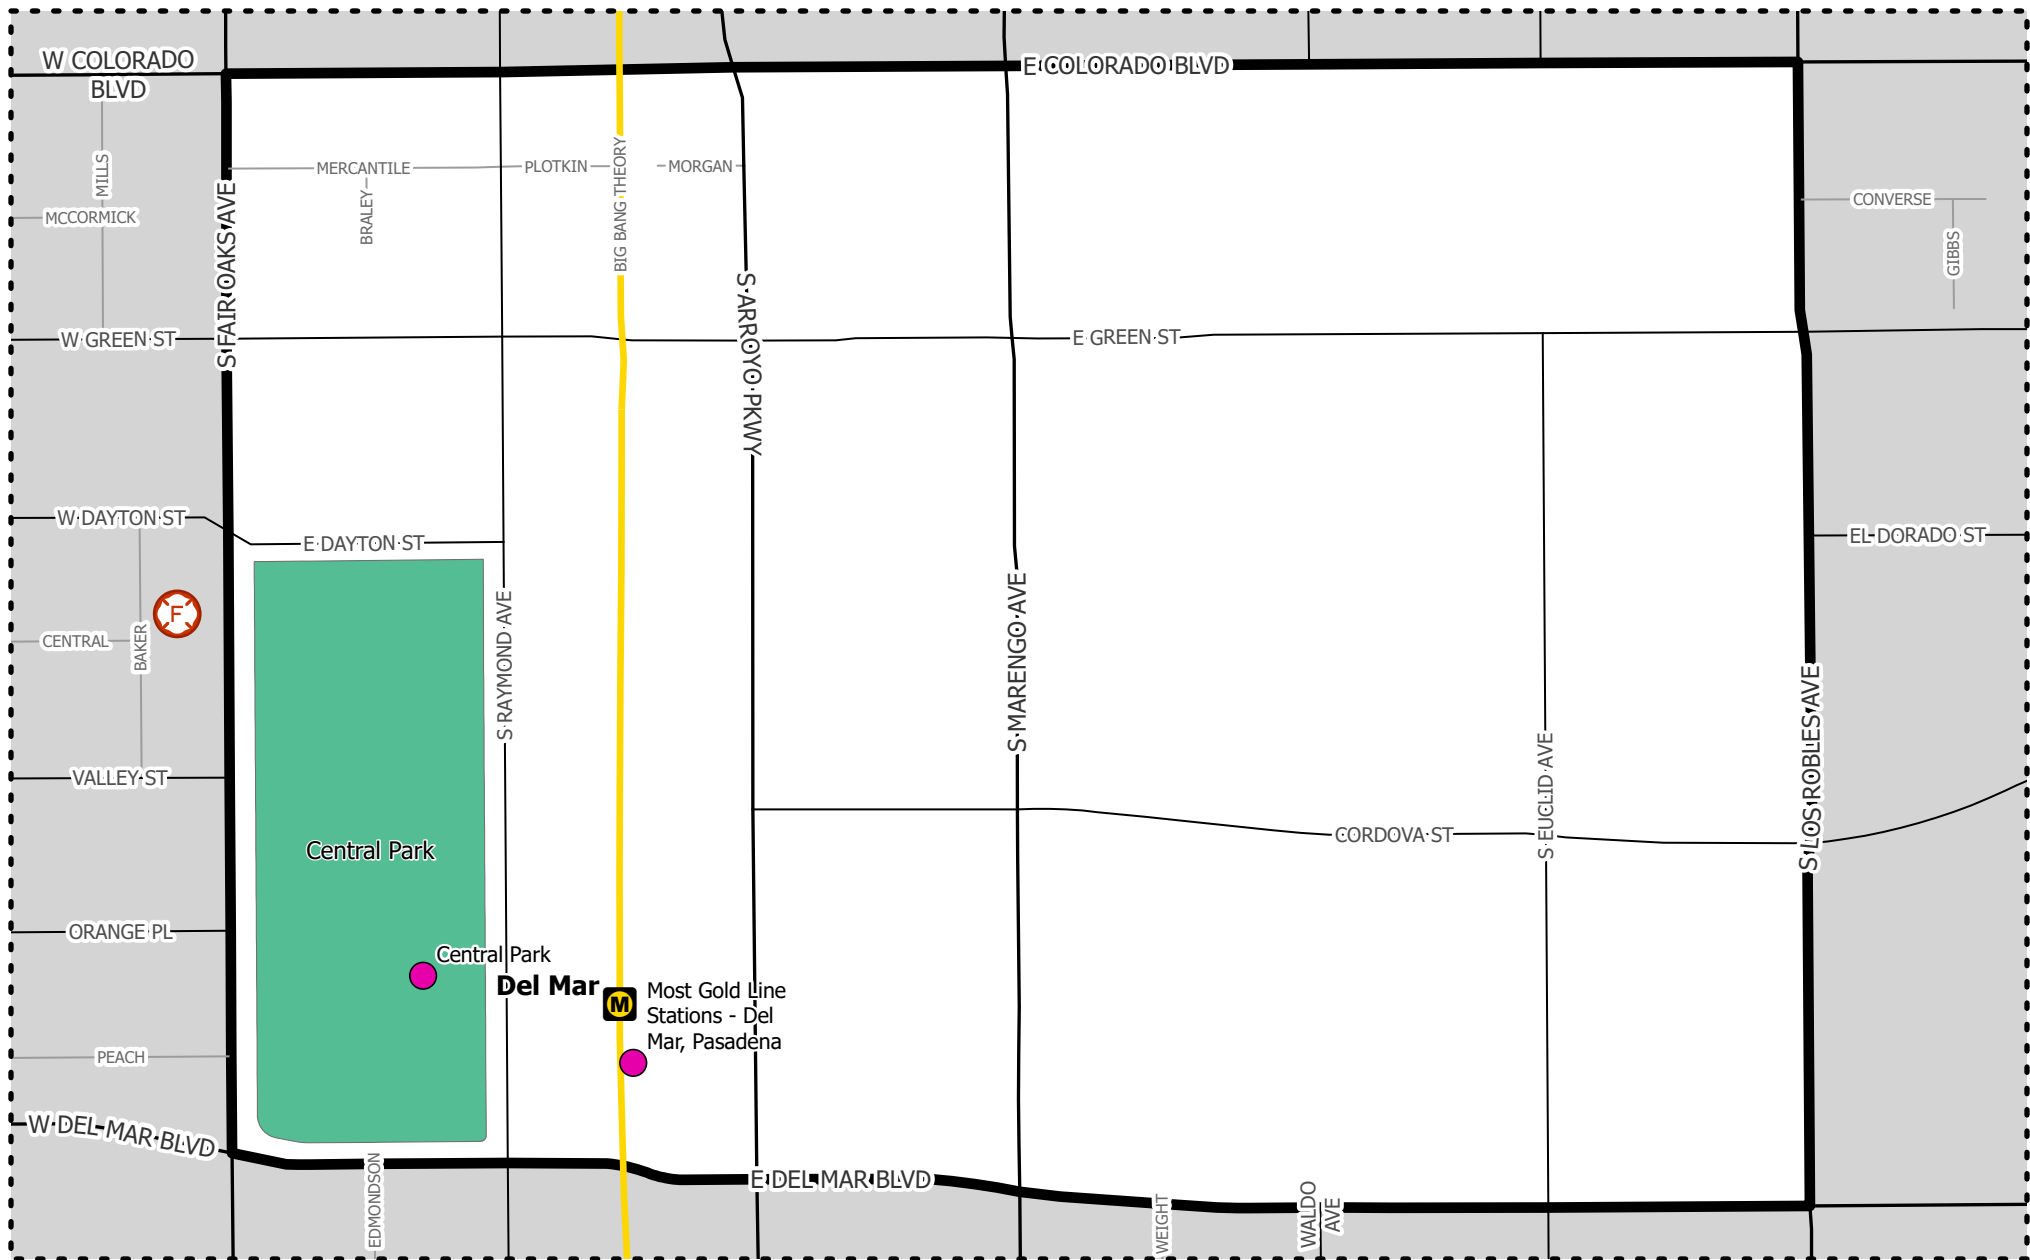 W COLORADO
BLVD
E COLORADO BLVD
MILLS
MCCORMICK
S FAIR OAKS AVE
MERCANTILE
BRALEY
PLOTKIN
BIG BANG THEORY
MORGAN
CONVERSE
GIBBS
S ARROYO PKWY
W GREEN ST
E GREEN ST
W DAYTON ST
E DAYTON ST
EL DORADO ST
F
CENTRAL
BAKER
S RAYMOND AVE
S MARENGO AVE
S EUCLID AVE
S LOS ROBLES AVE
VALLEY ST
CORDOVA ST
Central Park
ORANGE PL
Central Park
Del Mar
M
Most Gold Line
Stations - Del
Mar, Pasadena
PEACH
W DEL MAR BLVD
EDMONDSON
E DEL MAR BLVD
WEIGHT
WALDO
AVE